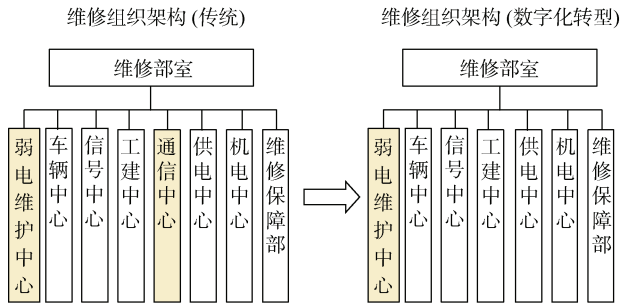 维修组织架构 (传统)
维修部室
弱电维护中心
车辆中心
信号中心
工建中心
通信中心
供电中心
机电中心
维修保障部
维修组织架构 (数字化转型)
维修部室
弱电维护中心
车辆中心
信号中心
工建中心
供电中心
机电中心
维修保障部